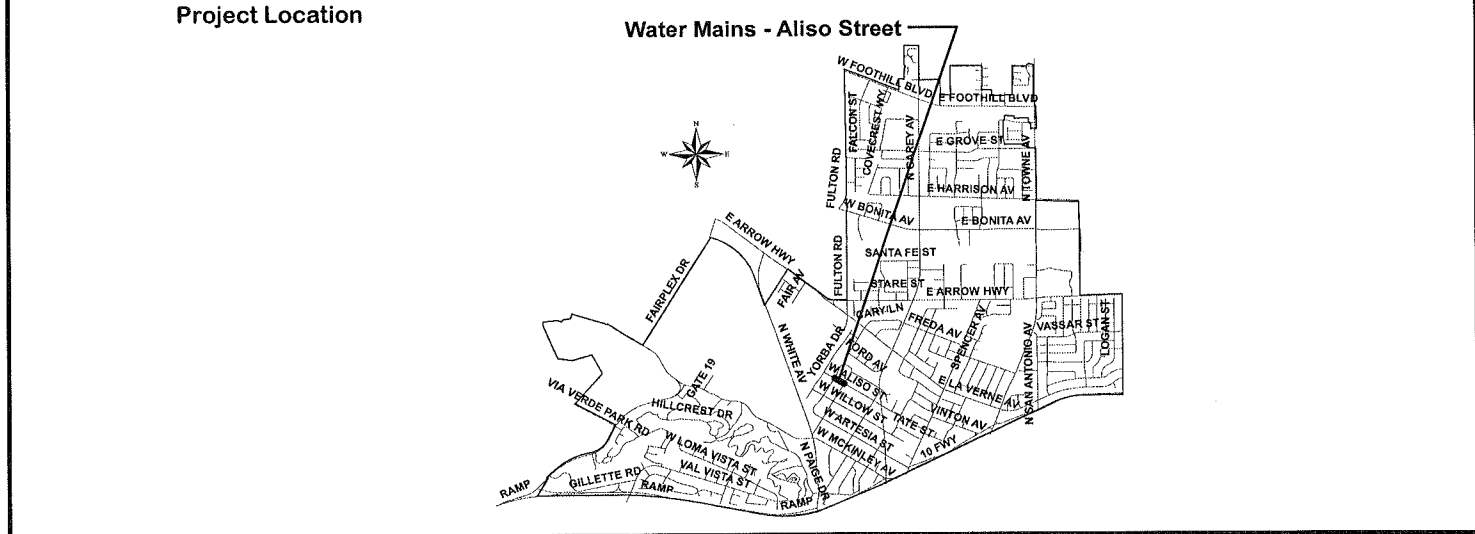 Project Location
Water Mains - Aliso Street
W FOOTHILL BLVD
E FOOTHILL BLVD
FALCON ST
COVECREST WY
N GAREY AV
E GROVE ST
N TOWNE AV
N
W
E
S
FULTON RD
E HARRISON AV
W BONITA AV
E BONITA AV
E ARROW HWY
FULTON RD
SANTA FE ST
FAIRPLEX DR
FAIR AV
STARE ST
E ARROW HWY
GARY LN
FREDA AV
SPENCER AV
VASSAR ST
LOGAN ST
N WHITE AV
YORBA DR
FORD AV
N SAN ANTONIO AV
W ALISO ST
E LA VERNE AV
GATE 19
VIA VERDE PARK RD
HILLCREST DR
W WILLOW ST
TATE ST
VINTON AV
W ARTESIA ST
W MCKINLEY AV
10 FWY
W LOMA VISTA ST
N PAIGE DR
VAL VISTA ST
GILLETTE RD
RAMP
RAMP
RAMP